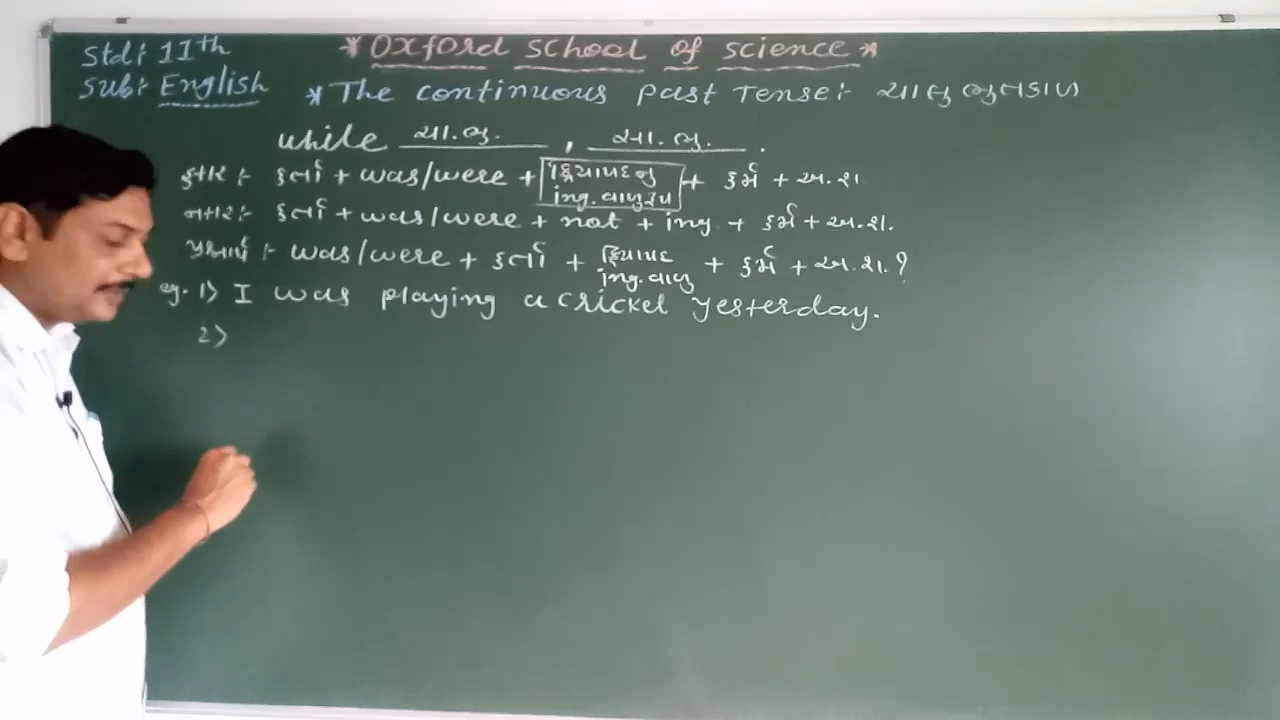 Std: 11th
* Oxford School of Science *
Sub: English
* The continuous Past Tense:- ચાલુ ભૂતકાળ
while ચા.ભૂ. , ચા.ભૂ. .
હકાર :- કર્તા + was/were + ક્રિયાપદનું ing. વાળુ રૂપ + કર્મ + અ.શ.
નકાર :- કર્તા + was/were + not + ing + કર્મ + અ.શ.
પ્રશ્નાર્થ :- was/were + કર્તા + ક્રિયાપદ ing. વાળુ + કર્મ + અ.શ. ?
eg. 1> I was playing a cricket yesterday.
2>